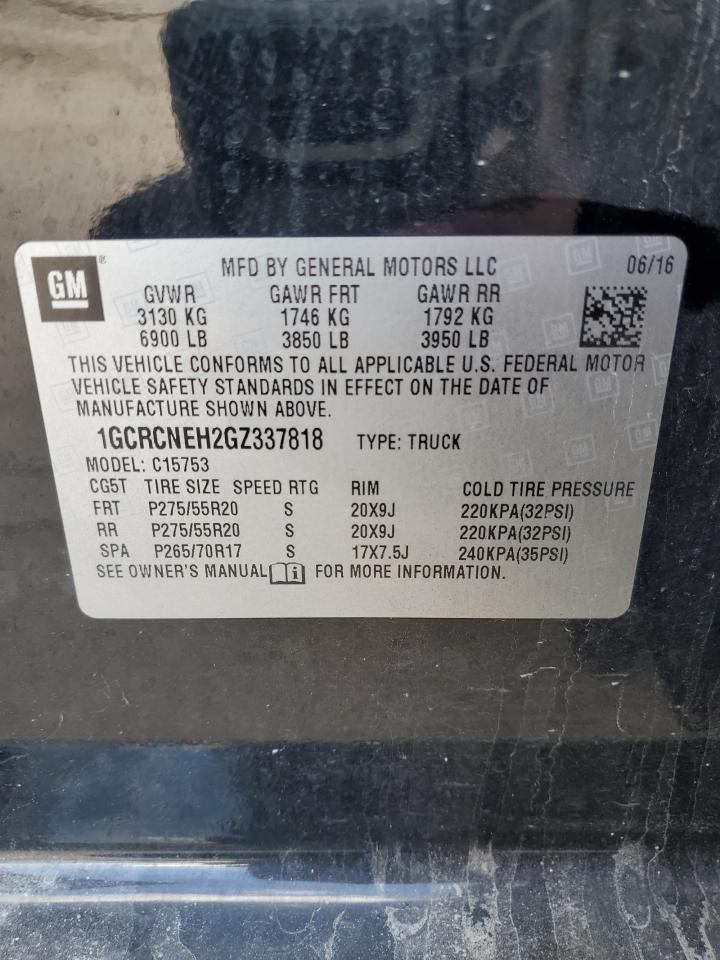 GM® MFD BY GENERAL MOTORS LLC 06/16
GVWR GAWR FRT GAWR RR
3130 KG 1746 KG 1792 KG
6900 LB 3850 LB 3950 LB
THIS VEHICLE CONFORMS TO ALL APPLICABLE U.S. FEDERAL MOTOR
VEHICLE SAFETY STANDARDS IN EFFECT ON THE DATE OF
MANUFACTURE SHOWN ABOVE.
1GCRCNEH2GZ337818 TYPE: TRUCK
MODEL: C15753
CG5T TIRE SIZE SPEED RTG RIM COLD TIRE PRESSURE
FRT P275/55R20 S 20X9J 220KPA(32PSI)
RR P275/55R20 S 20X9J 220KPA(32PSI)
SPA P265/70R17 S 17X7.5J 240KPA(35PSI)
SEE OWNER'S MANUAL i FOR MORE INFORMATION.